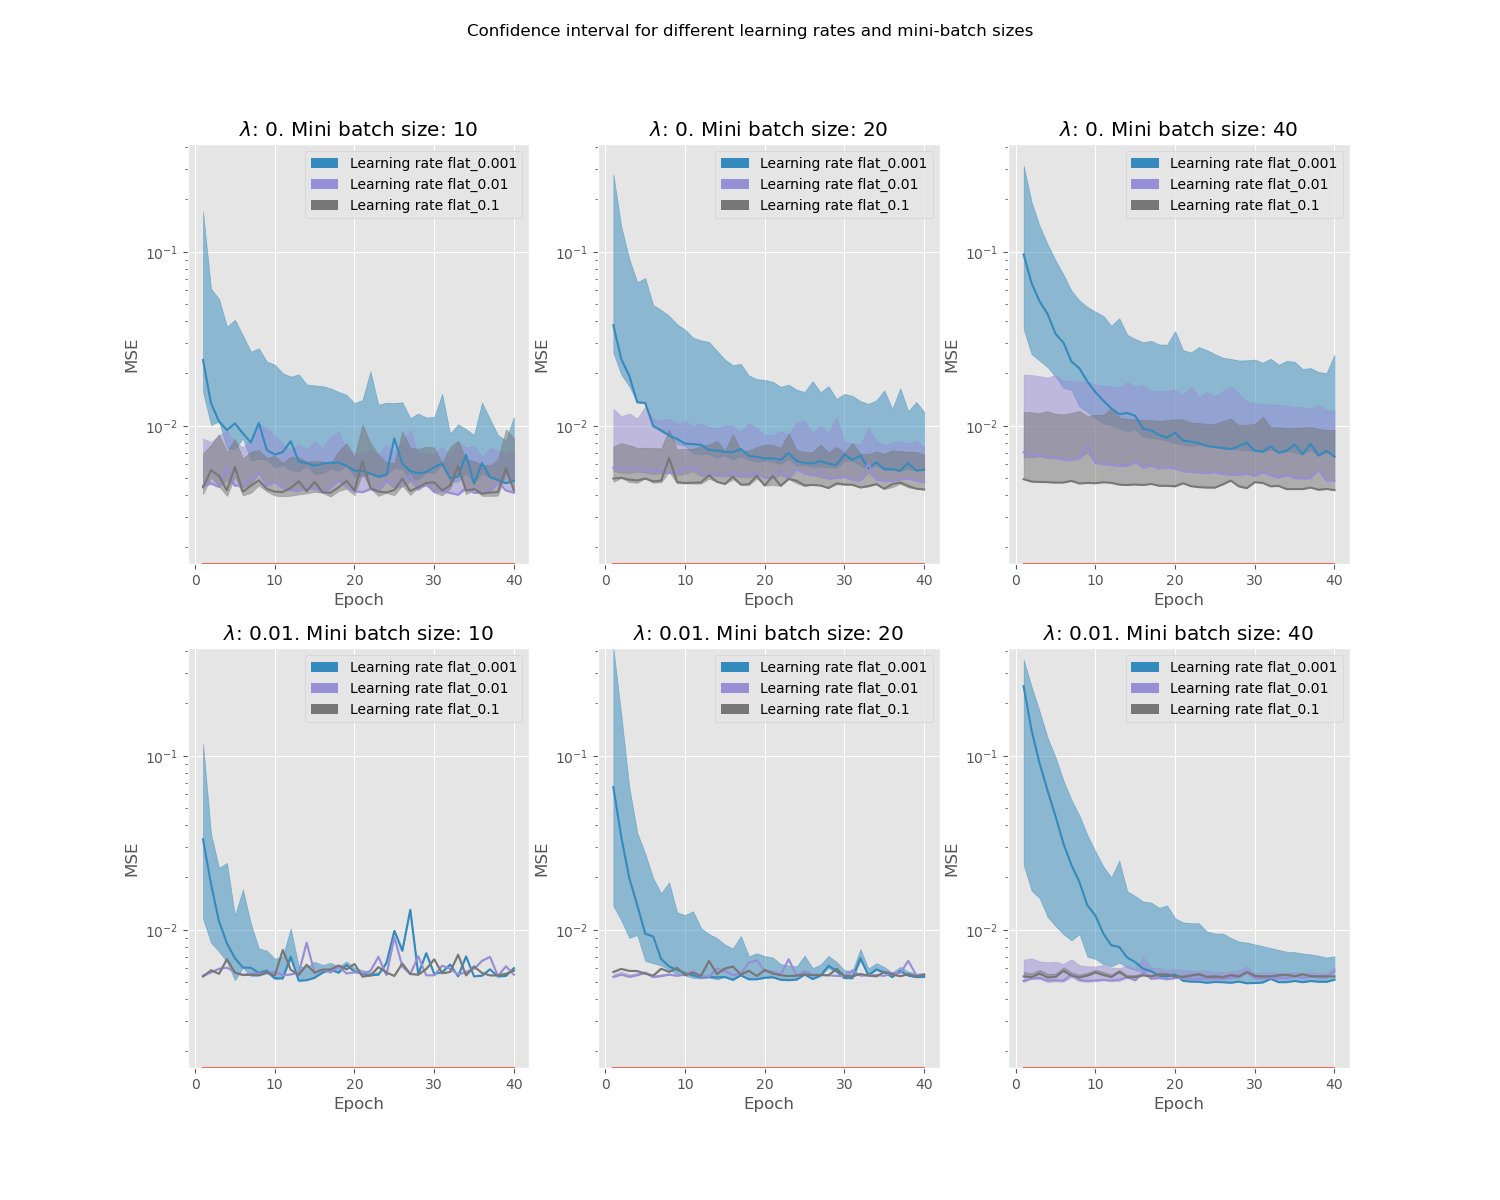 Confidence interval for different learning rates and mini-batch sizes
λ: 0. Mini batch size: 10
Learning rate flat_0.001
Learning rate flat_0.01
Learning rate flat_0.1
10⁻¹
10⁻²
MSE
0 10 20 30 40
Epoch
λ: 0. Mini batch size: 20
Learning rate flat_0.001
Learning rate flat_0.01
Learning rate flat_0.1
10⁻¹
10⁻²
MSE
0 10 20 30 40
Epoch
λ: 0. Mini batch size: 40
Learning rate flat_0.001
Learning rate flat_0.01
Learning rate flat_0.1
10⁻¹
10⁻²
MSE
0 10 20 30 40
Epoch
λ: 0.01. Mini batch size: 10
Learning rate flat_0.001
Learning rate flat_0.01
Learning rate flat_0.1
10⁻¹
10⁻²
MSE
0 10 20 30 40
Epoch
λ: 0.01. Mini batch size: 20
Learning rate flat_0.001
Learning rate flat_0.01
Learning rate flat_0.1
10⁻¹
10⁻²
MSE
0 10 20 30 40
Epoch
λ: 0.01. Mini batch size: 40
Learning rate flat_0.001
Learning rate flat_0.01
Learning rate flat_0.1
10⁻¹
10⁻²
MSE
0 10 20 30 40
Epoch